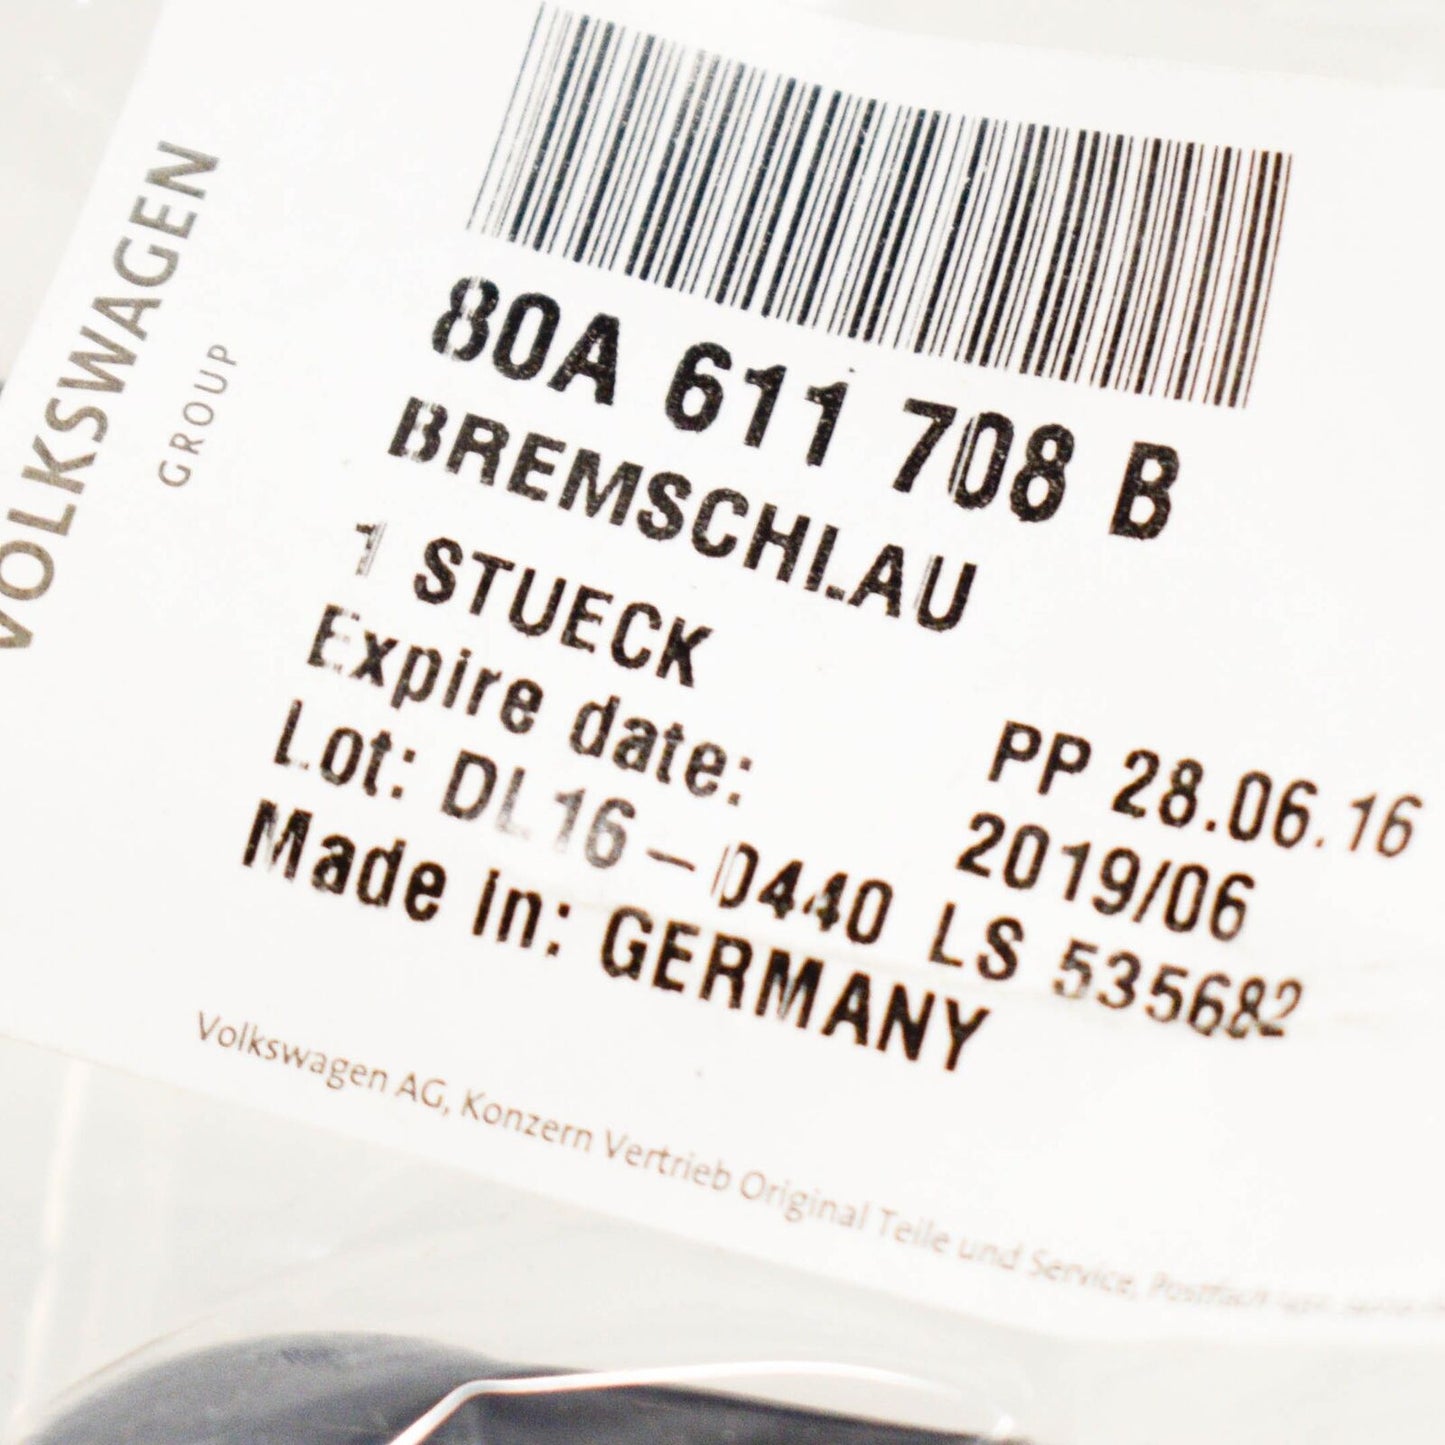 VOLKSWAGEN
GROUP
80A 611 708 B
BREMSCHLAU
1 STUECK PP 28.06.16
Expire date: 2019/06
Lot: DL16-0440 LS 535682
Made in: GERMANY
Volkswagen AG, Konzern Vertrieb Original Teile und Service, Postfach